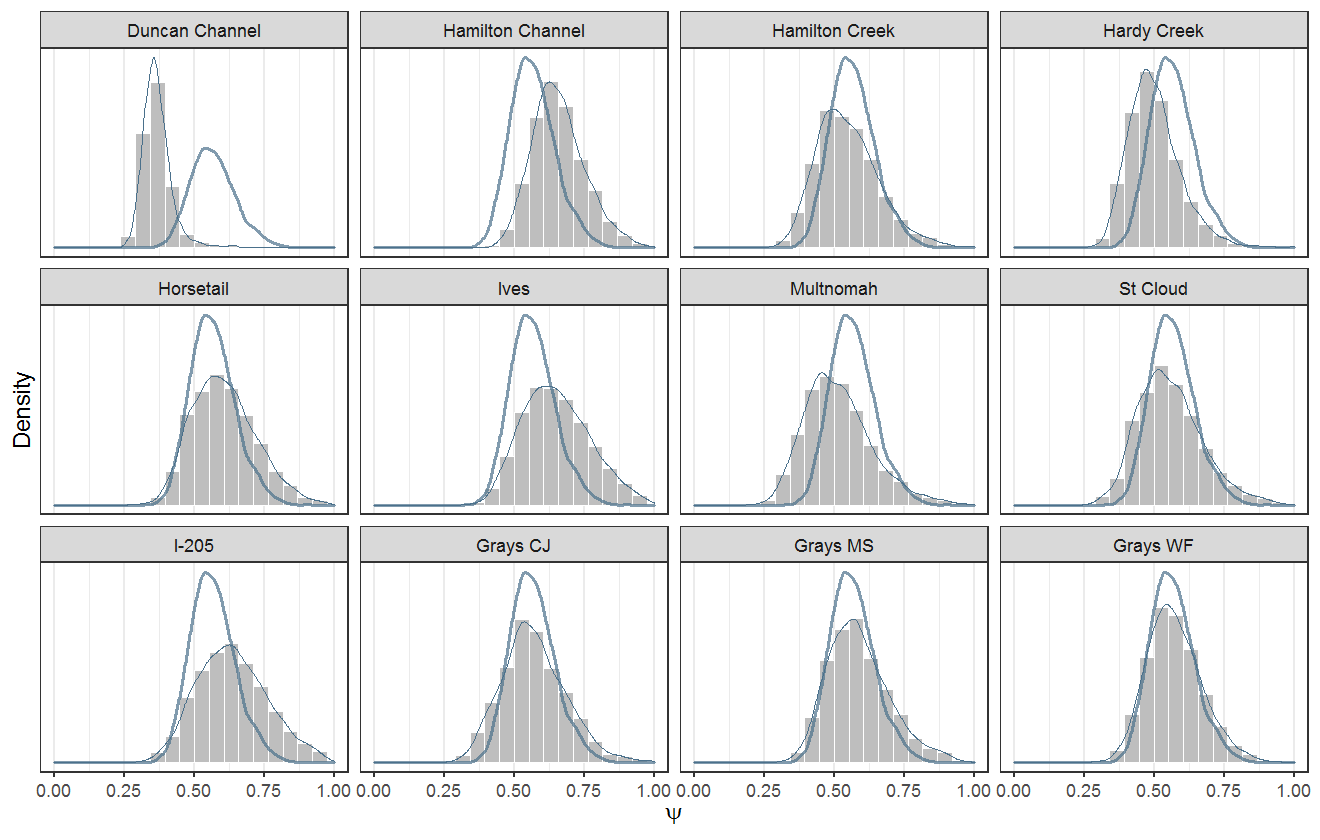 Duncan Channel Hamilton Channel Hamilton Creek Hardy Creek
Horsetail Ives Multnomah St Cloud
Density
I-205 Grays CJ Grays MS Grays WF
0.00 0.25 0.50 0.75 1.00 0.00 0.25 0.50 0.75 1.00 0.00 0.25 0.50 0.75 1.00 0.00 0.25 0.50 0.75 1.00
ψ